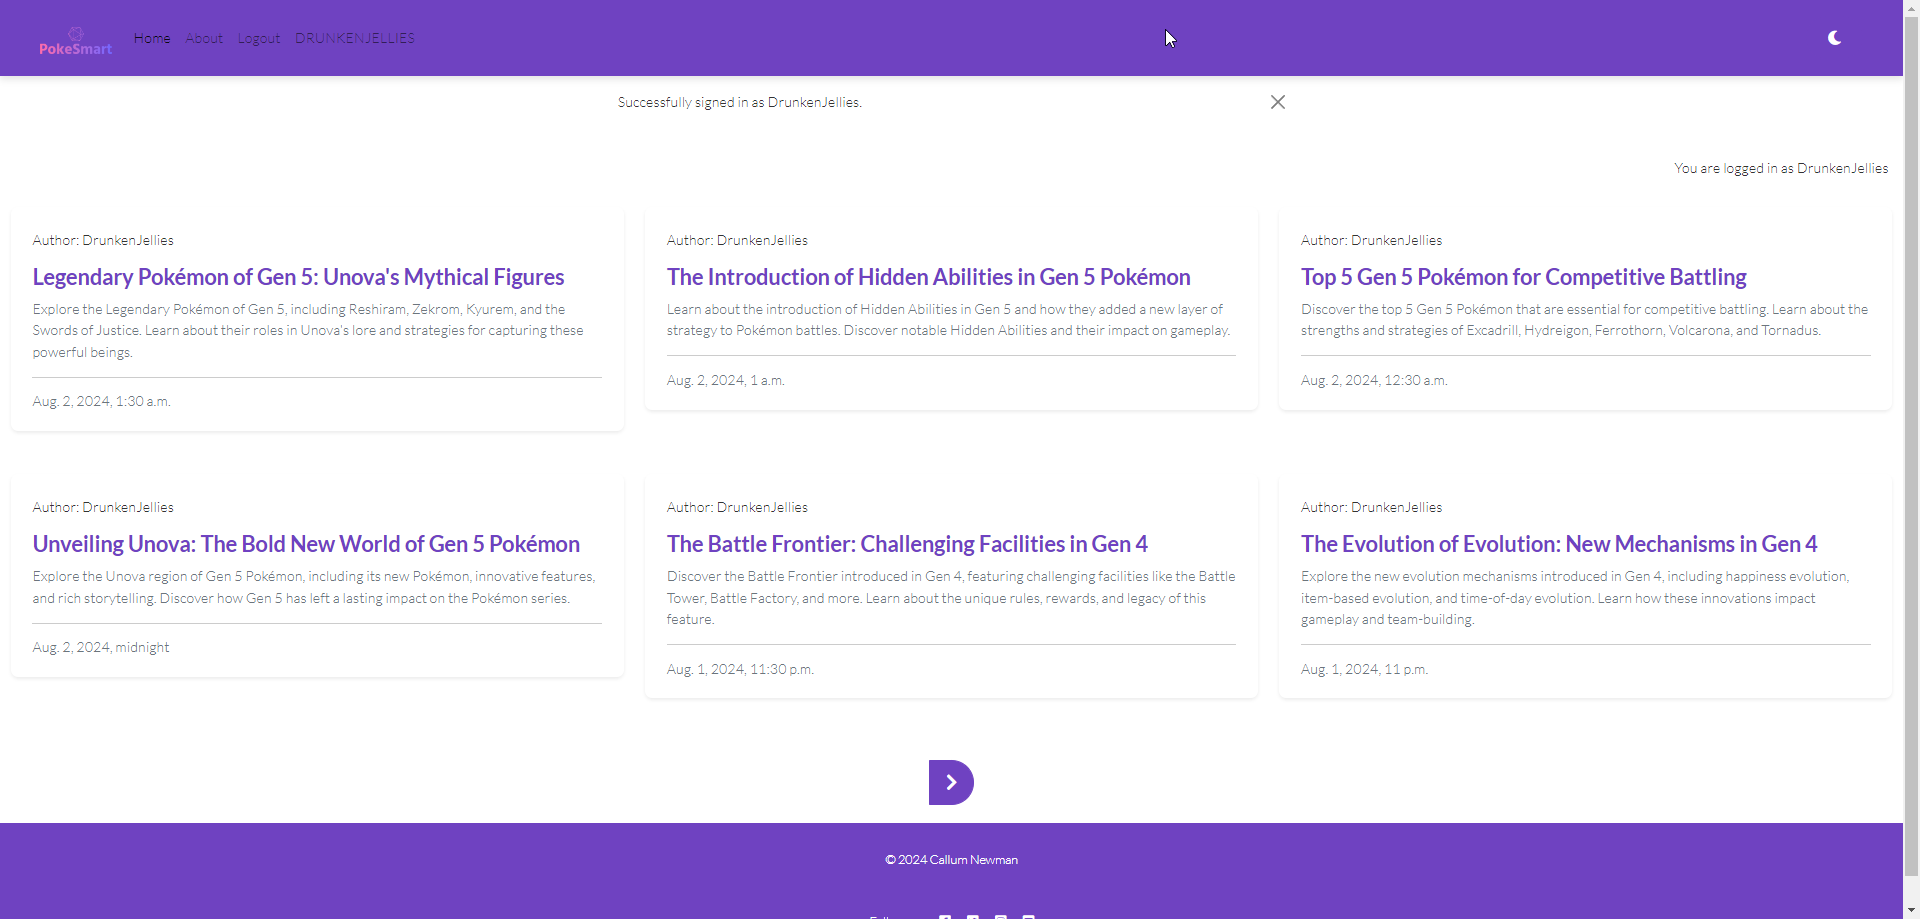 PokeSmart
Home About Logout DRUNKENJELLIES
Successfully signed in as DrunkenJellies.
You are logged in as DrunkenJellies
Author: DrunkenJellies
Legendary Pokémon of Gen 5: Unova's Mythical Figures
Explore the Legendary Pokémon of Gen 5, including Reshiram, Zekrom, Kyurem, and the
Swords of Justice. Learn about their roles in Unova's lore and strategies for capturing these
powerful beings.
Aug. 2, 2024, 1:30 a.m.
Author: DrunkenJellies
The Introduction of Hidden Abilities in Gen 5 Pokémon
Learn about the introduction of Hidden Abilities in Gen 5 and how they added a new layer of
strategy to Pokémon battles. Discover notable Hidden Abilities and their impact on gameplay.
Aug. 2, 2024, 1 a.m.
Author: DrunkenJellies
Top 5 Gen 5 Pokémon for Competitive Battling
Discover the top 5 Gen 5 Pokémon that are essential for competitive battling. Learn about the
strengths and strategies of Excadrill, Hydreigon, Ferrothorn, Volcarona, and Tornadus.
Aug. 2, 2024, 12:30 a.m.
Author: DrunkenJellies
Unveiling Unova: The Bold New World of Gen 5 Pokémon
Explore the Unova region of Gen 5 Pokémon, including its new Pokémon, innovative features,
and rich storytelling. Discover how Gen 5 has left a lasting impact on the Pokémon series.
Aug. 2, 2024, midnight
Author: DrunkenJellies
The Battle Frontier: Challenging Facilities in Gen 4
Discover the Battle Frontier introduced in Gen 4, featuring challenging facilities like the Battle
Tower, Battle Factory, and more. Learn about the unique rules, rewards, and legacy of this
feature.
Aug. 1, 2024, 11:30 p.m.
Author: DrunkenJellies
The Evolution of Evolution: New Mechanisms in Gen 4
Explore the new evolution mechanisms introduced in Gen 4, including happiness evolution,
item-based evolution, and time-of-day evolution. Learn how these innovations impact
gameplay and team-building.
Aug. 1, 2024, 11 p.m.
© 2024 Callum Newman